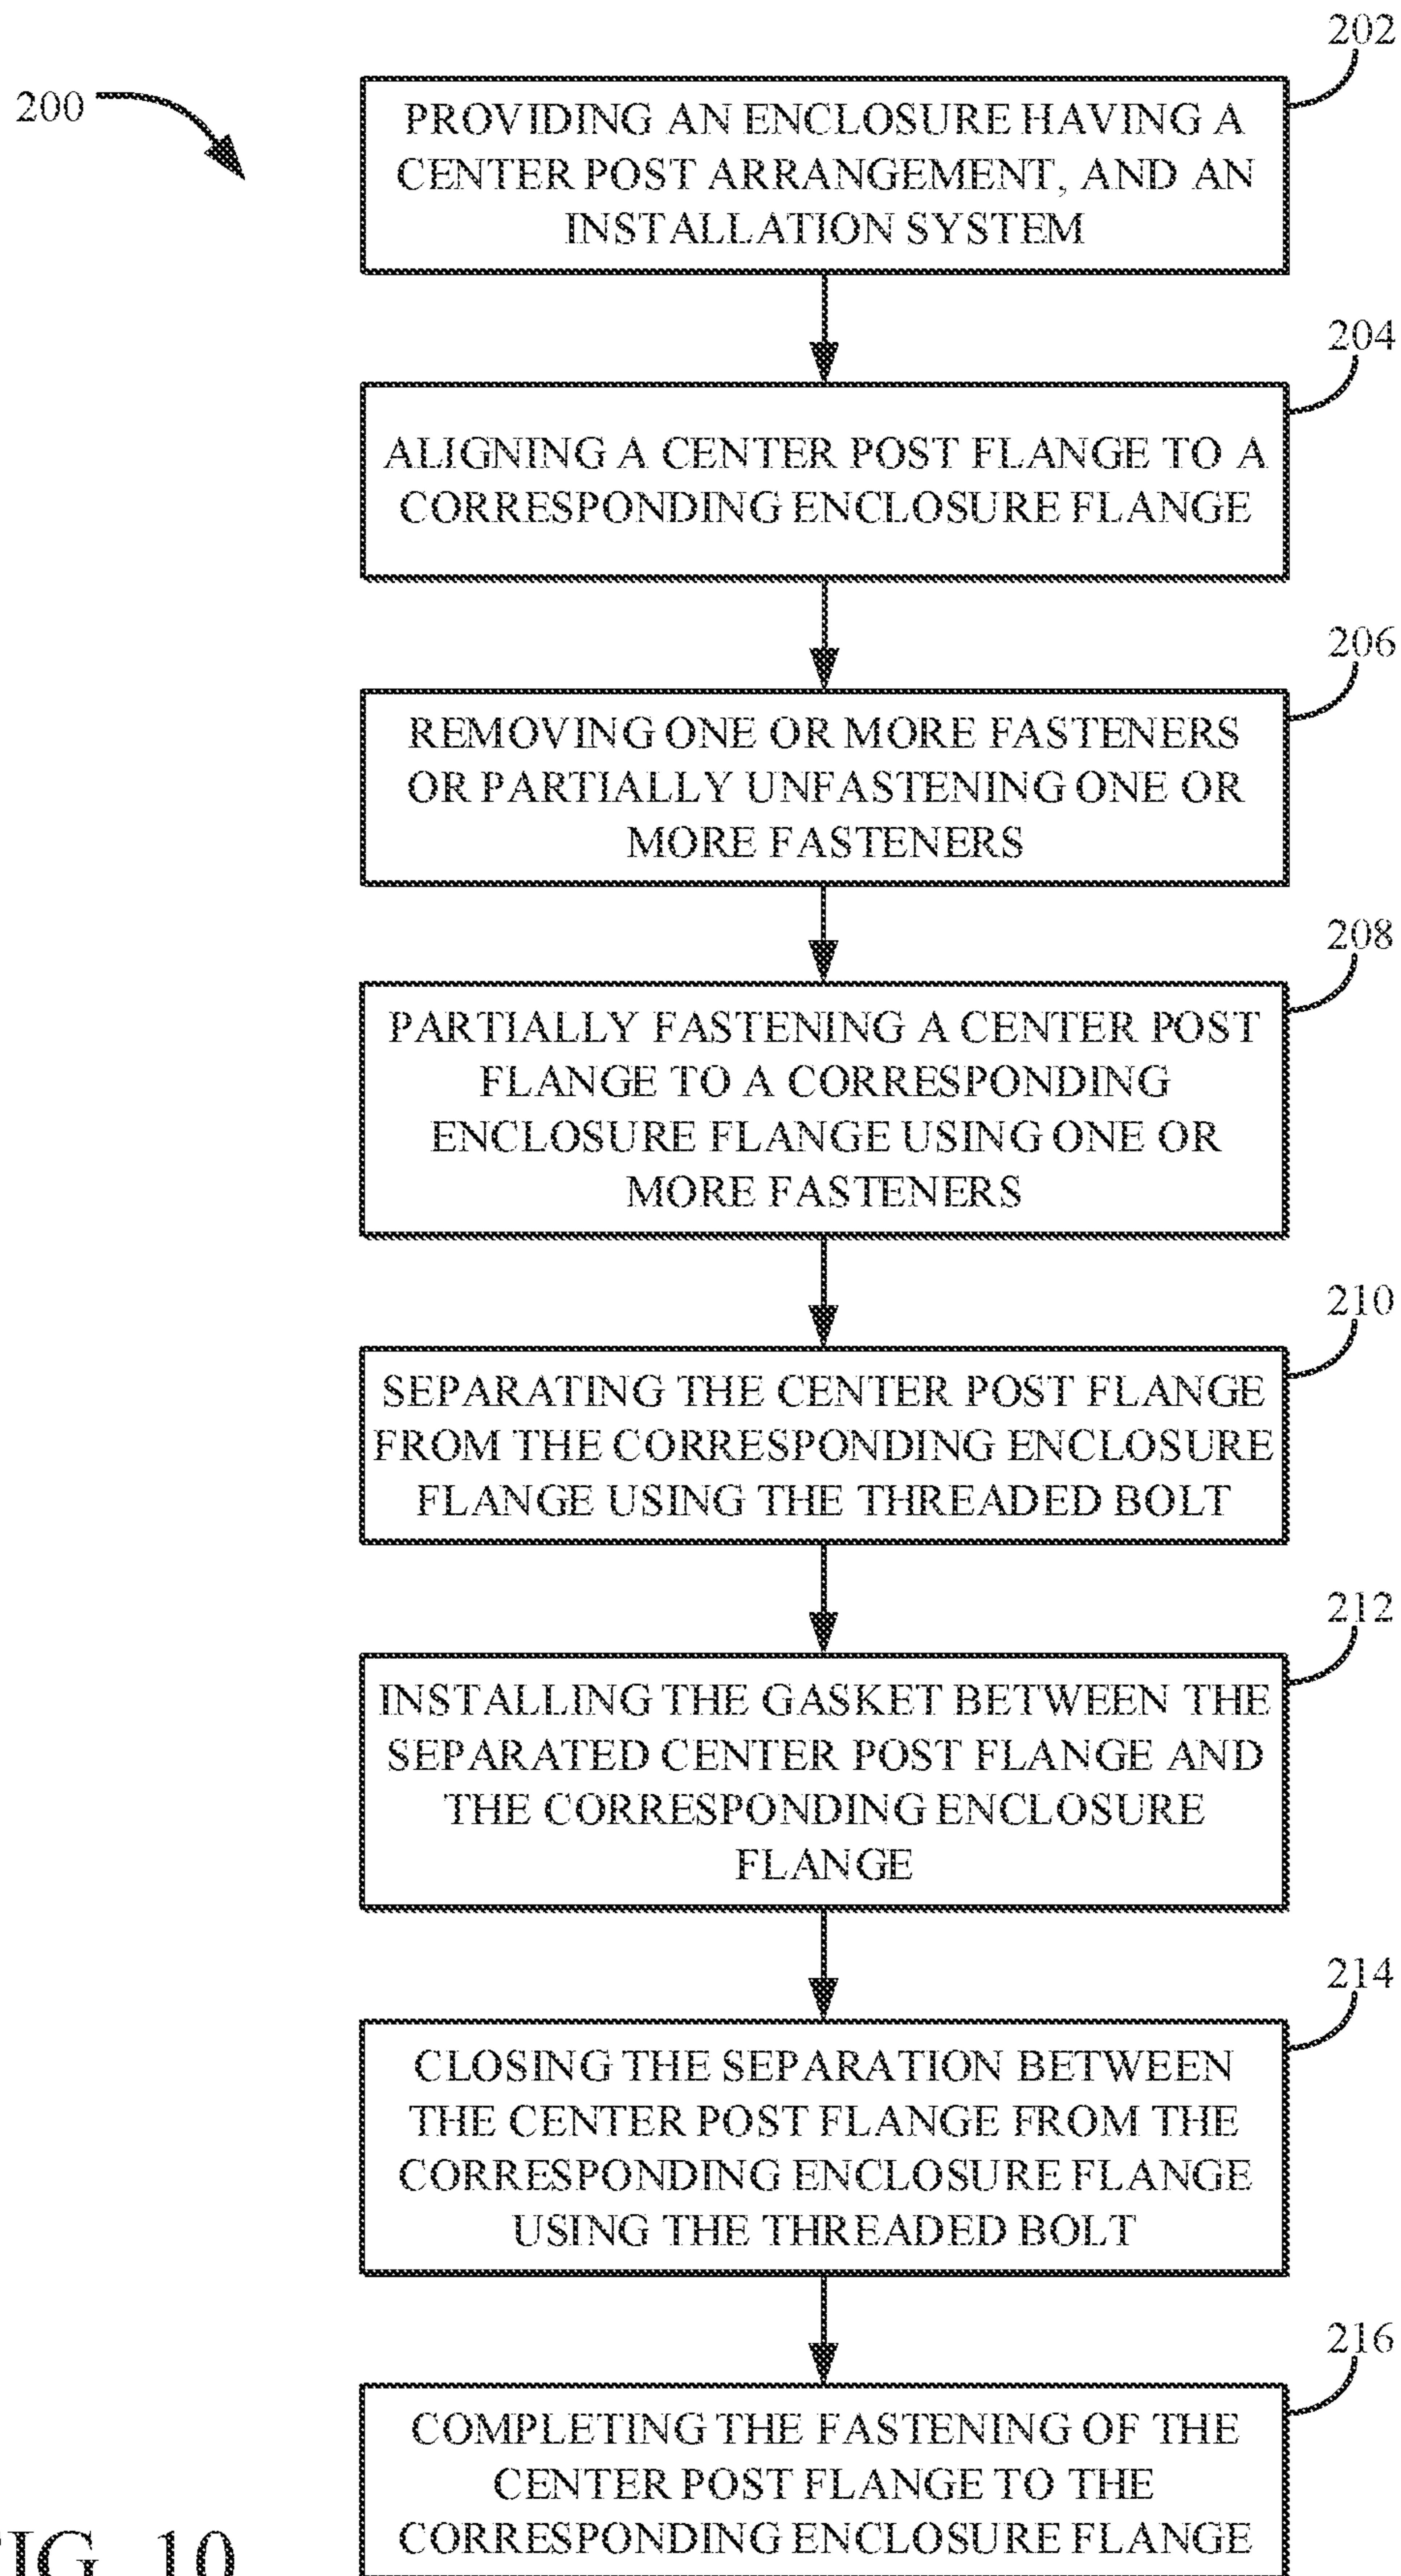 200
202
PROVIDING AN ENCLOSURE HAVING A
CENTER POST ARRANGEMENT, AND AN
INSTALLATION SYSTEM
204
ALIGNING A CENTER POST FLANGE TO A
CORRESPONDING ENCLOSURE FLANGE
206
REMOVING ONE OR MORE FASTENERS
OR PARTIALLY UNFASTENING ONE OR
MORE FASTENERS
208
PARTIALLY FASTENING A CENTER POST
FLANGE TO A CORRESPONDING
ENCLOSURE FLANGE USING ONE OR
MORE FASTENERS
210
SEPARATING THE CENTER POST FLANGE
FROM THE CORRESPONDING ENCLOSURE
FLANGE USING THE THREADED BOLT
212
INSTALLING THE GASKET BETWEEN THE
SEPARATED CENTER POST FLANGE AND
THE CORRESPONDING ENCLOSURE
FLANGE
214
CLOSING THE SEPARATION BETWEEN
THE CENTER POST FLANGE FROM THE
CORRESPONDING ENCLOSURE FLANGE
USING THE THREADED BOLT
216
COMPLETING THE FASTENING OF THE
CENTER POST FLANGE TO THE
CORRESPONDING ENCLOSURE FLANGE
10